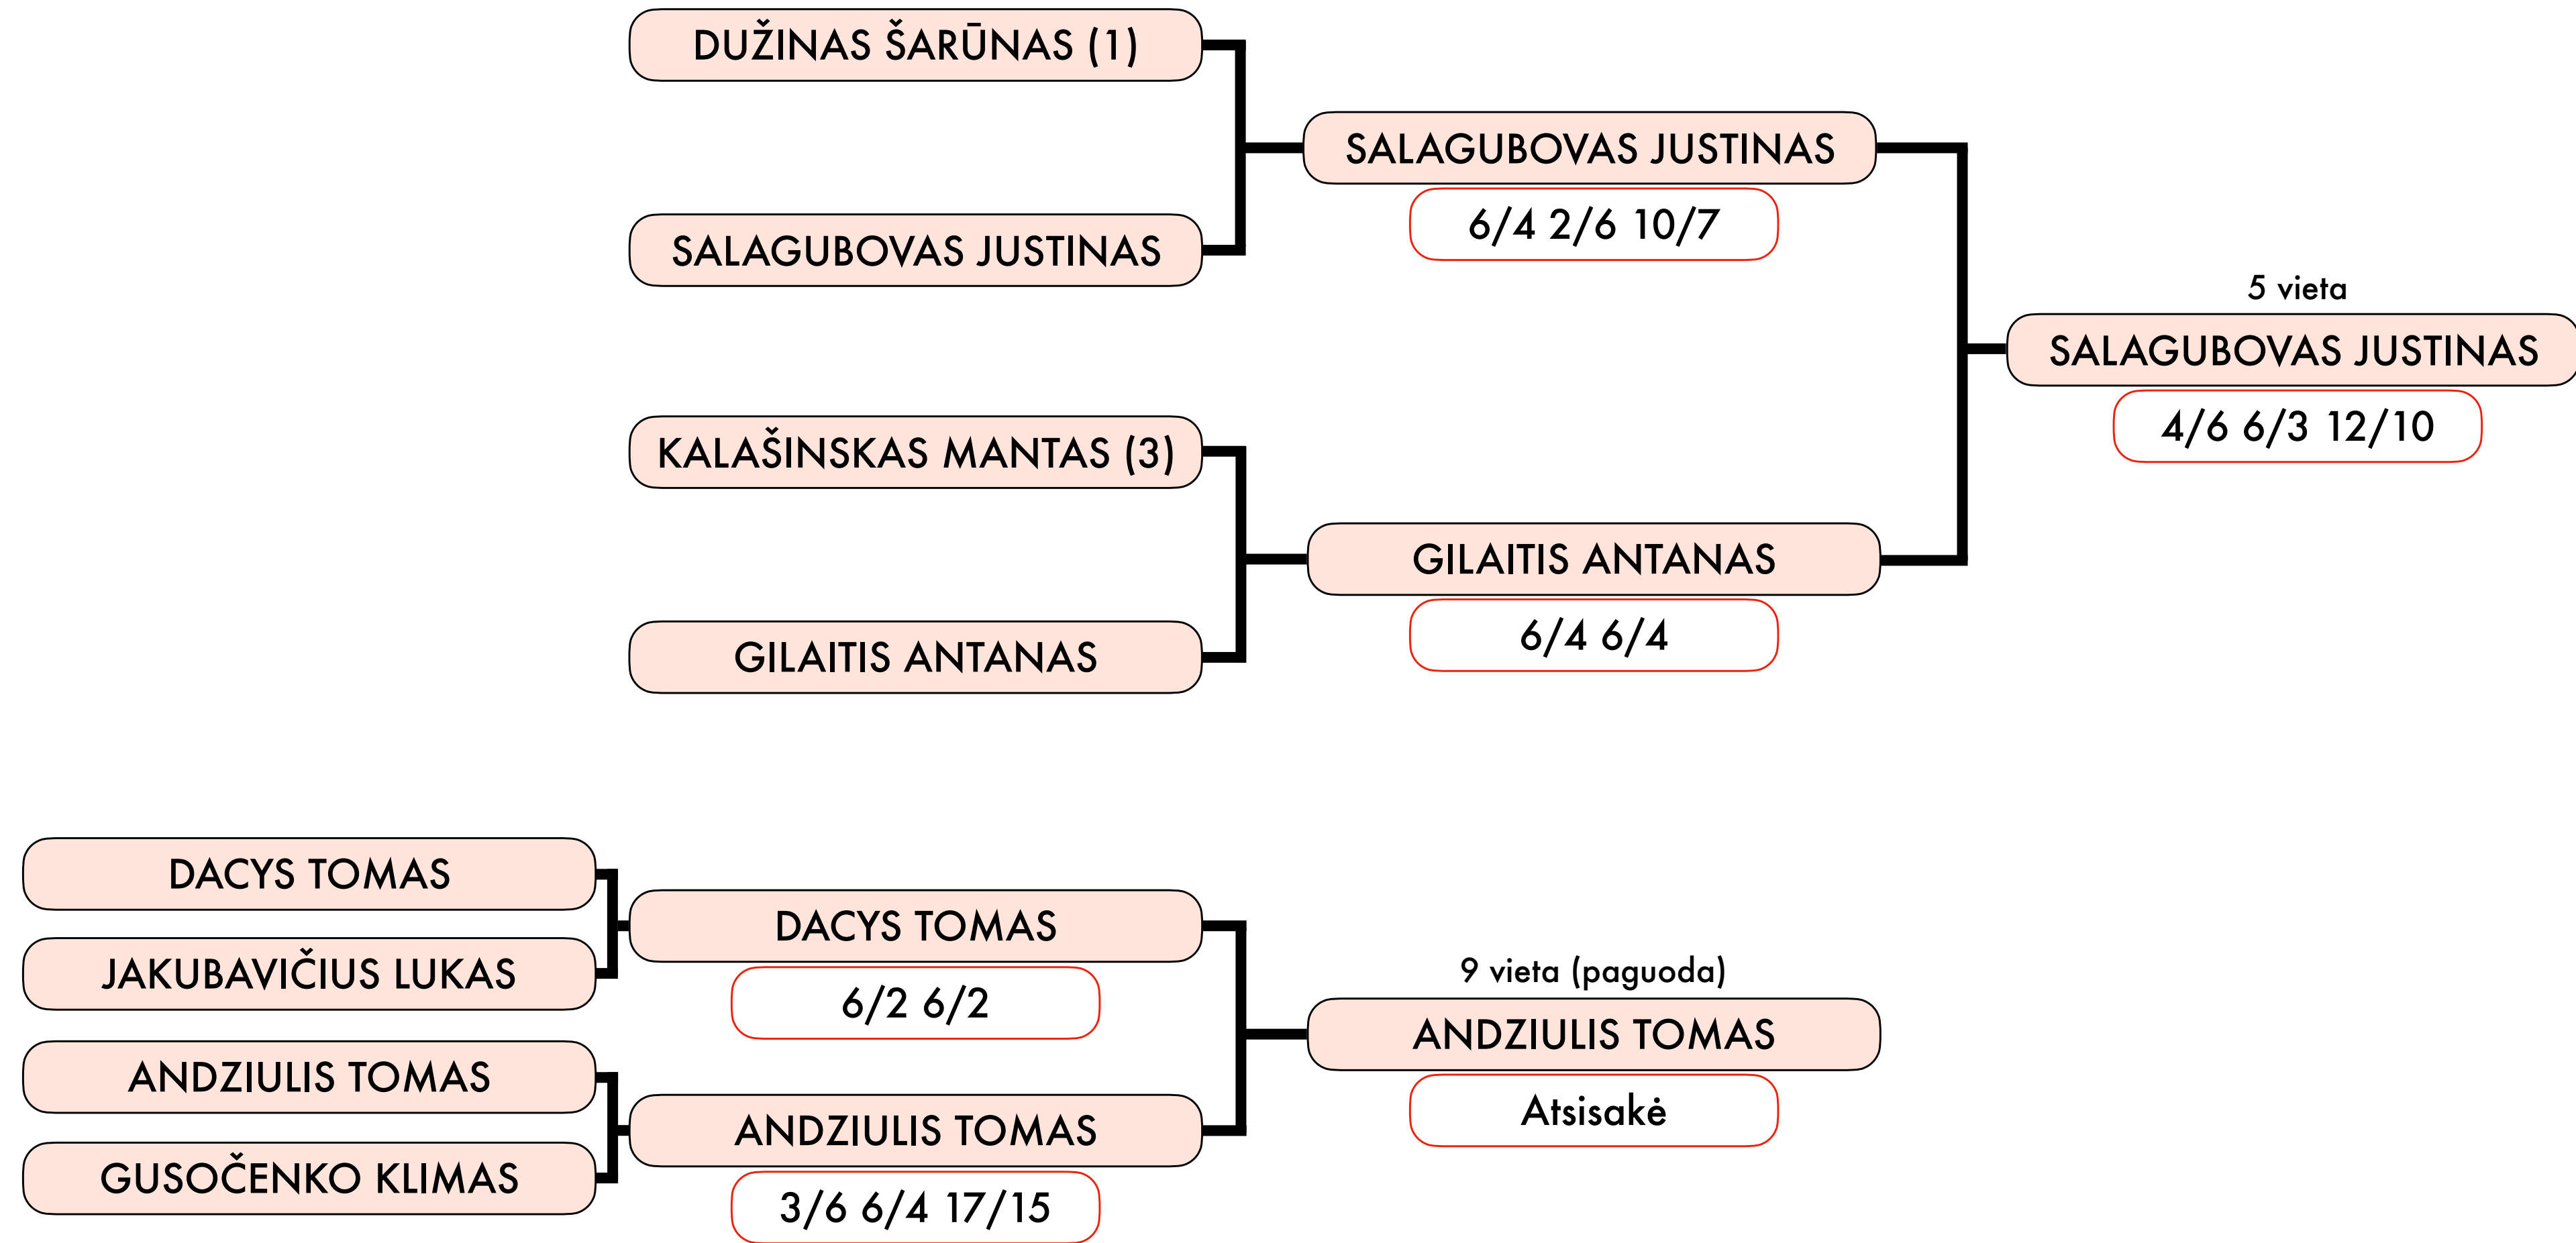 DUŽINAS ŠARŪNAS (1)
SALAGUBOVAS JUSTINAS
SALAGUBOVAS JUSTINAS
6/4 2/6 10/7
5 vieta
SALAGUBOVAS JUSTINAS
4/6 6/3 12/10
KALAŠINSKAS MANTAS (3)
GILAITIS ANTANAS
GILAITIS ANTANAS
6/4 6/4
DACYS TOMAS
JAKUBAVIČIUS LUKAS
DACYS TOMAS
6/2 6/2
ANDZIULIS TOMAS
GUSOČENKO KLIMAS
ANDZIULIS TOMAS
3/6 6/4 17/15
9 vieta (paguoda)
ANDZIULIS TOMAS
Atsisakė